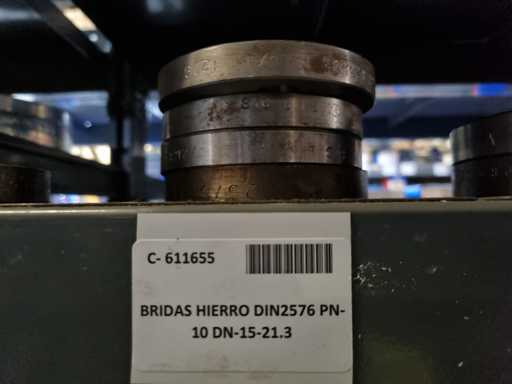 C- 611655
BRIDAS HIERRO DIN2576 PN-
10 DN-15-21.3